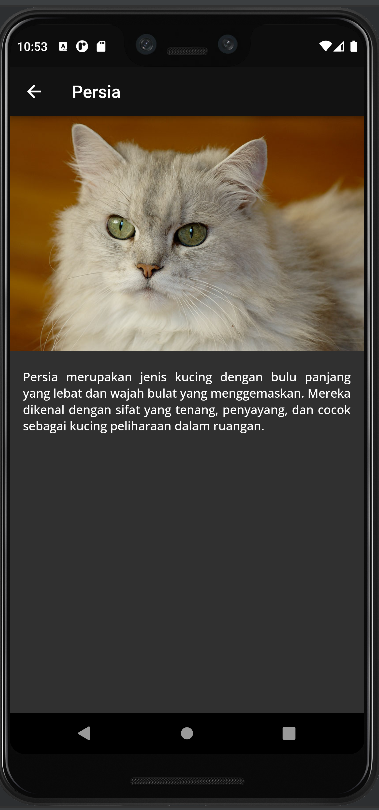 10:53
Persia
Persia merupakan jenis kucing dengan bulu panjang
yang lebat dan wajah bulat yang menggemaskan. Mereka
dikenal dengan sifat yang tenang, penyayang, dan cocok
sebagai kucing peliharaan dalam ruangan.